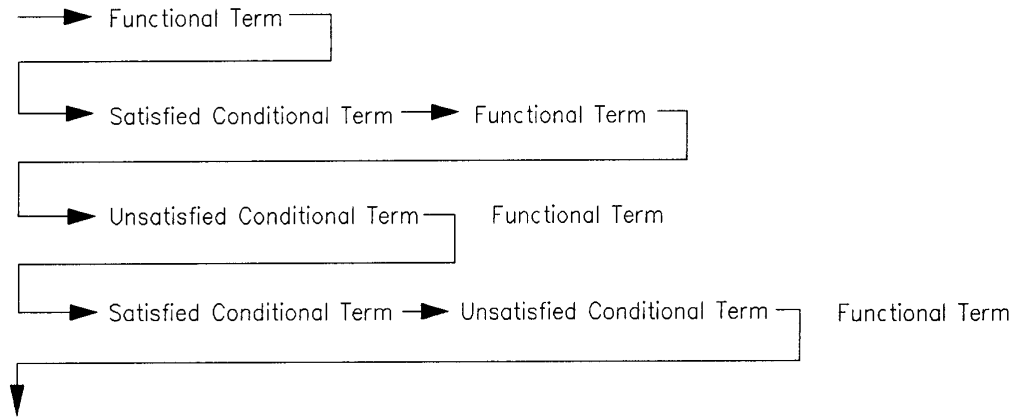 Functional Term
Satisfied Conditional Term Functional Term
Unsatisfied Conditional Term Functional Term
Satisfied Conditional Term Unsatisfied Conditional Term Functional Term